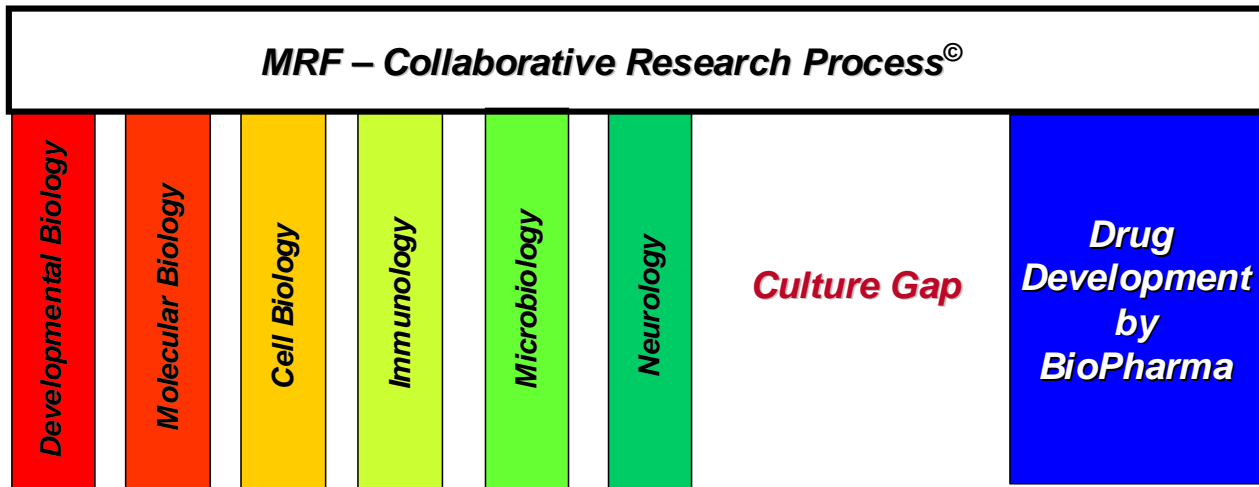 MRF – Collaborative Research Process©
Developmental Biology
Molecular Biology
Cell Biology
Immunology
Microbiology
Neurology
Culture Gap
Drug
Development
by
BioPharma